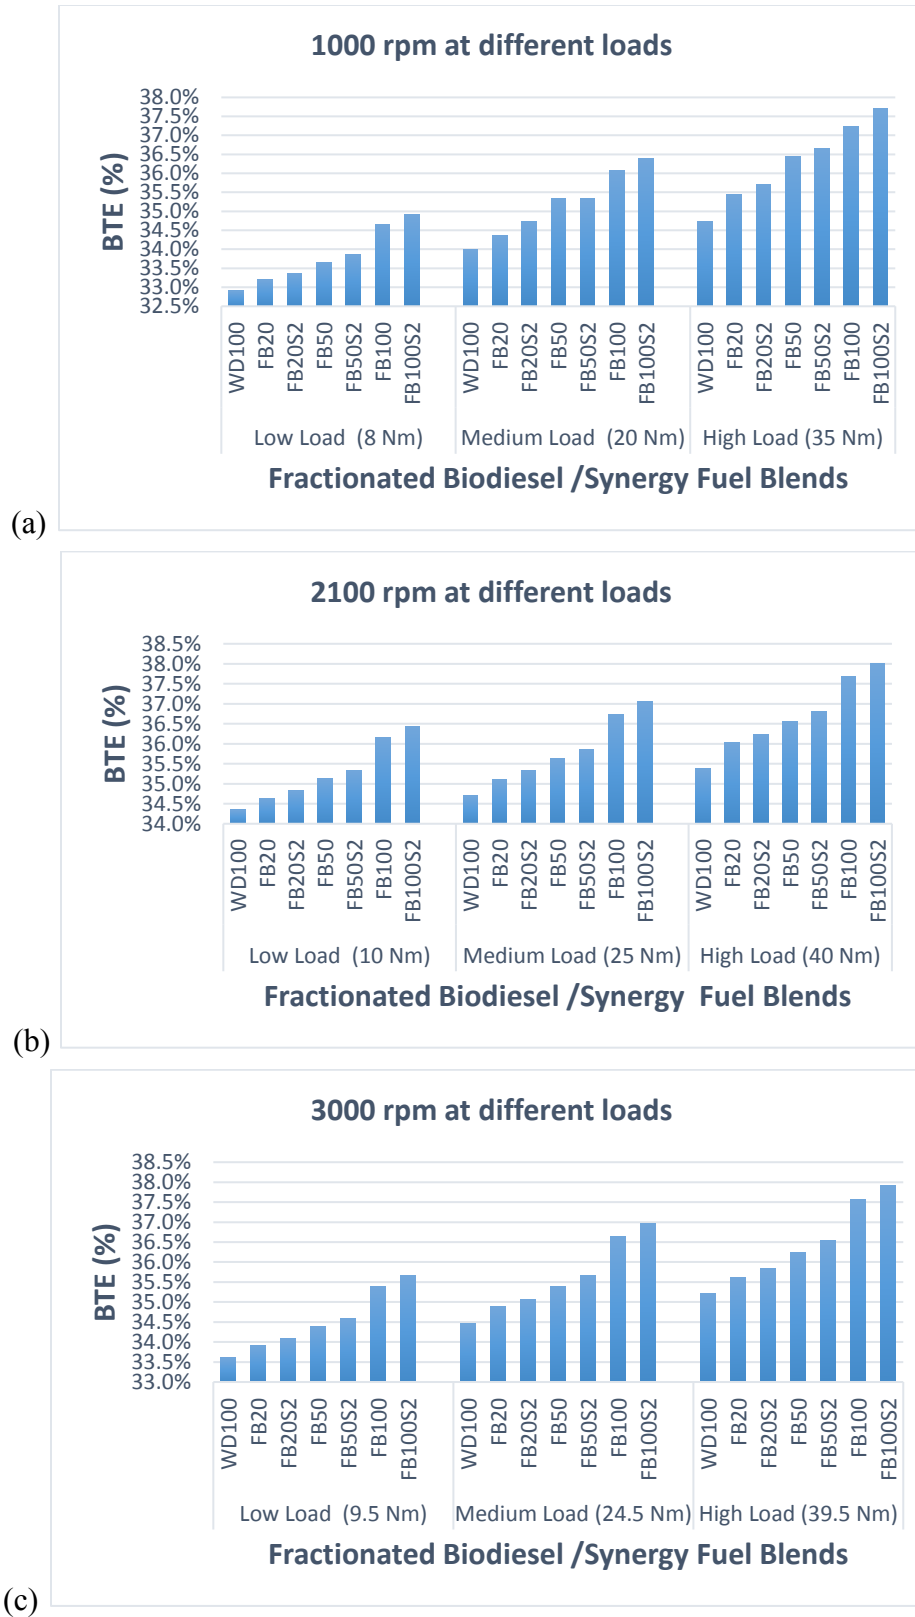 1000 rpm at different loads
38.0%
37.5%
37.0%
36.5%
36.0%
35.5%
35.0%
34.5%
34.0%
33.5%
33.0%
32.5%
BTE (%)
WD100 FB20 FB20S2 FB50 FB50S2 FB100 FB100S2 WD100 FB20 FB20S2 FB50 FB50S2 FB100 FB100S2 WD100 FB20 FB20S2 FB50 FB50S2 FB100 FB100S2
Low Load (8 Nm) Medium Load (20 Nm) High Load (35 Nm)
Fractionated Biodiesel /Synergy Fuel Blends
(a)
2100 rpm at different loads
38.5%
38.0%
37.5%
37.0%
36.5%
36.0%
35.5%
35.0%
34.5%
34.0%
BTE (%)
WD100 FB20 FB20S2 FB50 FB50S2 FB100 FB100S2 WD100 FB20 FB20S2 FB50 FB50S2 FB100 FB100S2 WD100 FB20 FB20S2 FB50 FB50S2 FB100 FB100S2
Low Load (10 Nm) Medium Load (25 Nm) High Load (40 Nm)
Fractionated Biodiesel /Synergy Fuel Blends
(b)
3000 rpm at different loads
38.5%
38.0%
37.5%
37.0%
36.5%
36.0%
35.5%
35.0%
34.5%
34.0%
33.5%
33.0%
BTE (%)
WD100 FB20 FB20S2 FB50 FB50S2 FB100 FB100S2 WD100 FB20 FB20S2 FB50 FB50S2 FB100 FB100S2 WD100 FB20 FB20S2 FB50 FB50S2 FB100 FB100S2
Low Load (9.5 Nm) Medium Load (24.5 Nm) High Load (39.5 Nm)
Fractionated Biodiesel /Synergy Fuel Blends
(c)